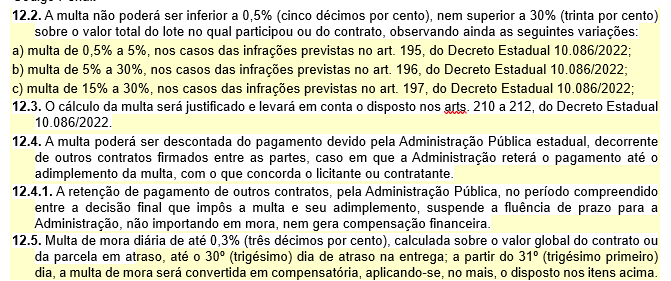 12.2. A multa não poderá ser inferior a 0,5% (cinco décimos por cento), nem superior a 30% (trinta por cento)
sobre o valor total do lote no qual participou ou do contrato, observando ainda as seguintes variações:
a) multa de 0,5% a 5%, nos casos das infrações previstas no art. 195, do Decreto Estadual 10.086/2022;
b) multa de 5% a 30%, nos casos das infrações previstas no art. 196, do Decreto Estadual 10.086/2022;
c) multa de 15% a 30%, nos casos das infrações previstas no art. 197, do Decreto Estadual 10.086/2022;
12.3. O cálculo da multa será justificado e levará em conta o disposto nos arts. 210 a 212, do Decreto Estadual
10.086/2022.
12.4. A multa poderá ser descontada do pagamento devido pela Administração Pública estadual, decorrente
de outros contratos firmados entre as partes, caso em que a Administração reterá o pagamento até o
adimplemento da multa, com o que concorda o licitante ou contratante.
12.4.1. A retenção de pagamento de outros contratos, pela Administração Pública, no período compreendido
entre a decisão final que impôs a multa e seu adimplemento, suspende a fluência de prazo para a
Administração, não importando em mora, nem gera compensação financeira.
12.5. Multa de mora diária de até 0,3% (três décimos por cento), calculada sobre o valor global do contrato ou
da parcela em atraso, até o 30º (trigésimo) dia de atraso na entrega; a partir do 31º (trigésimo primeiro)
dia, a multa de mora será convertida em compensatória, aplicando-se, no mais, o disposto nos itens acima.